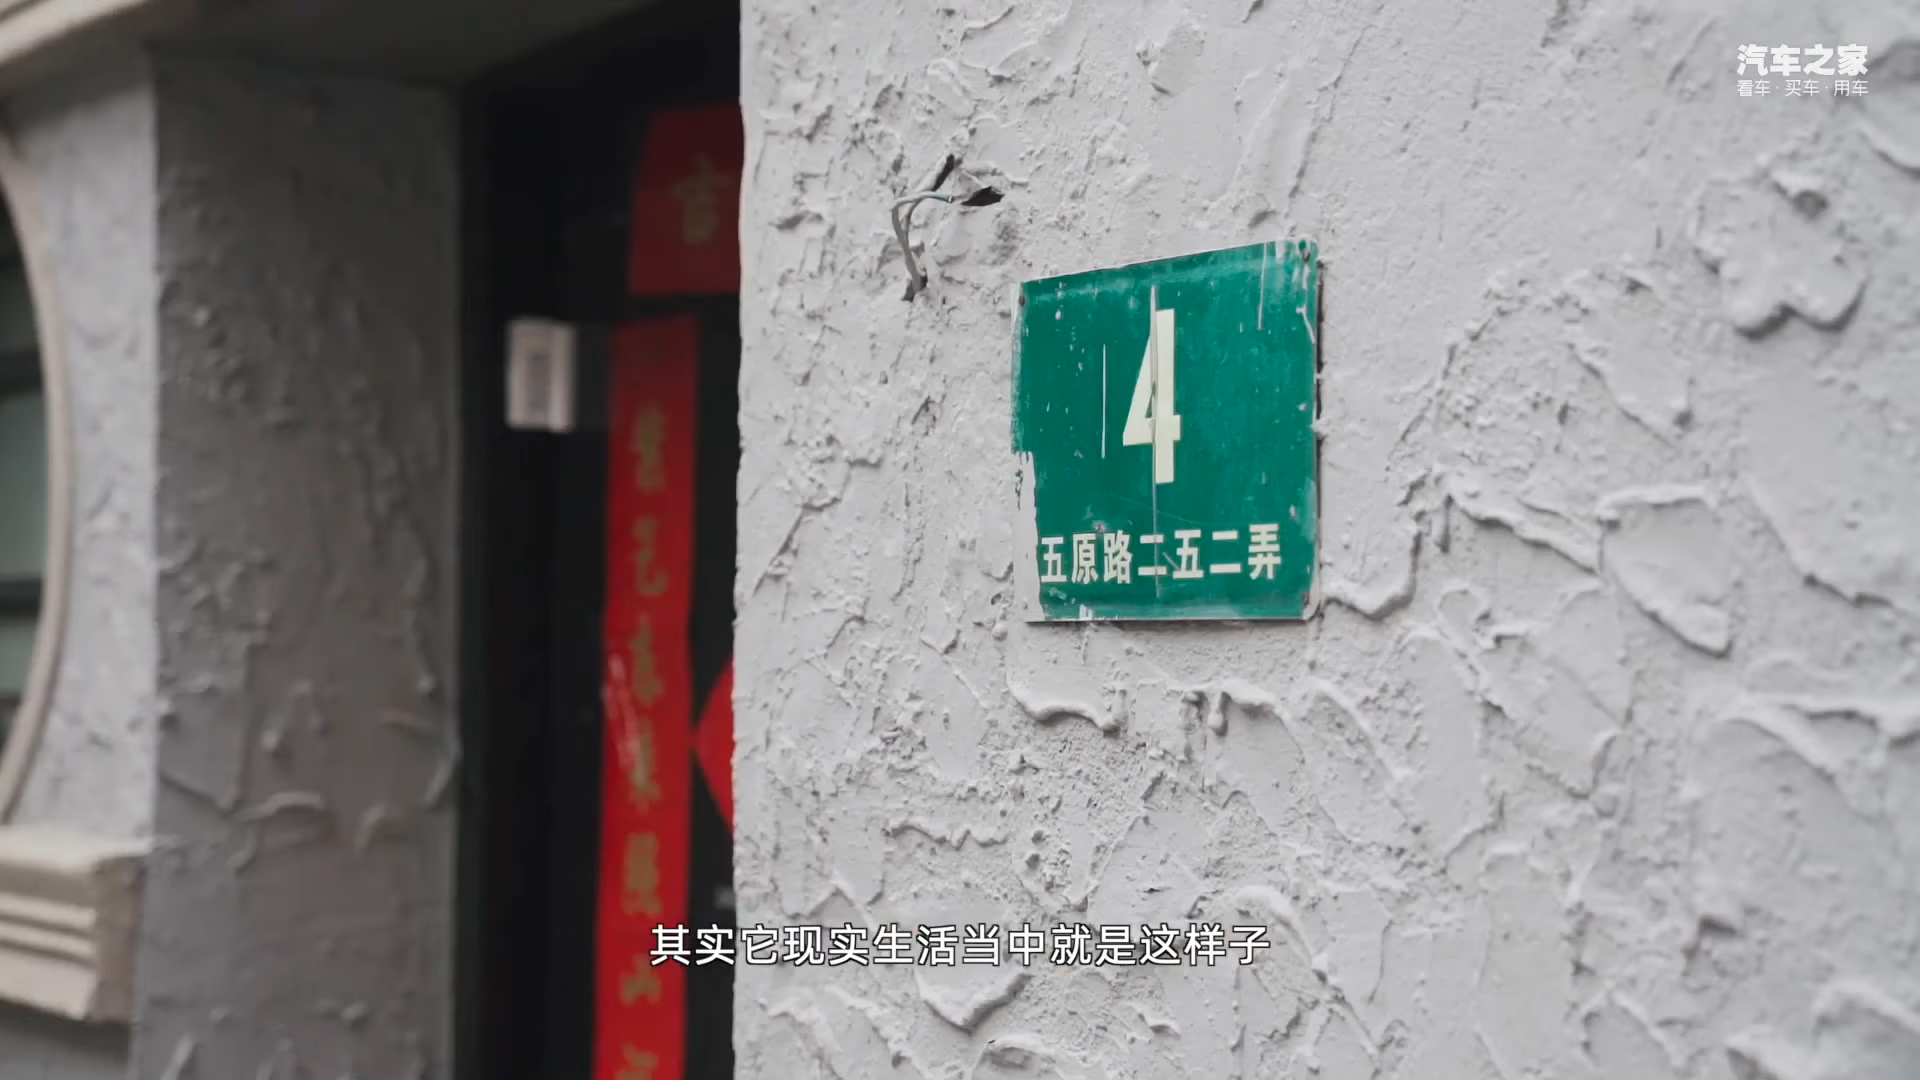 汽车之家
看车·买车·用车
吉
4
五原路二五二弄
其实它现实生活当中就是这样子